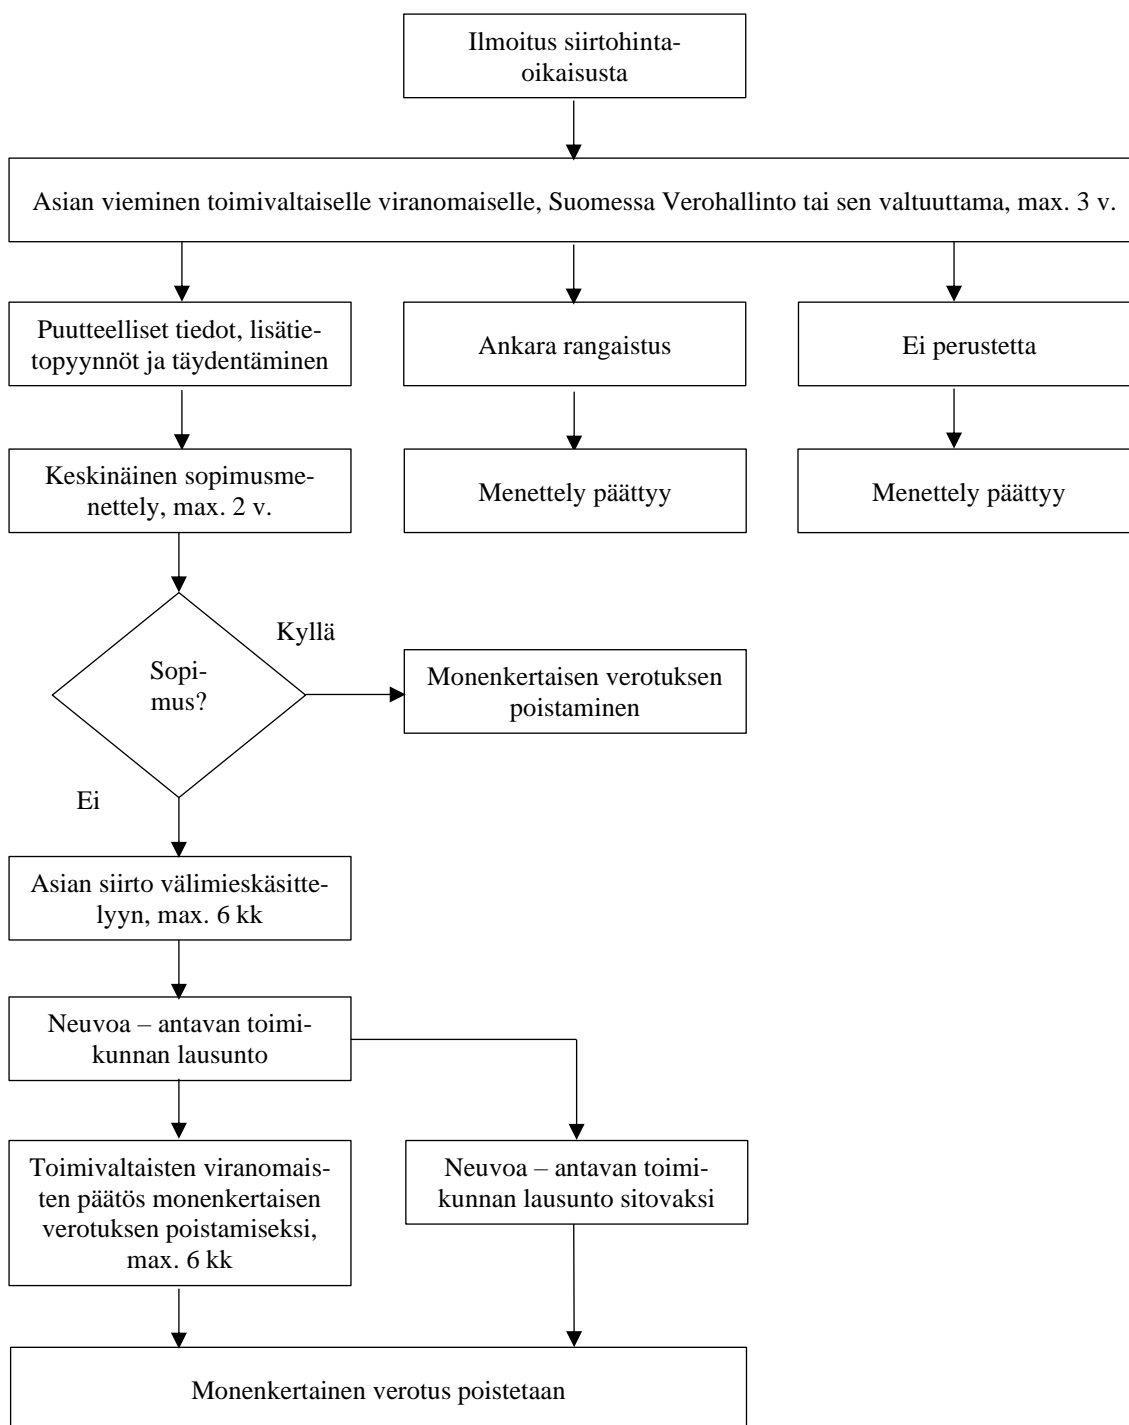 Ilmoitus siirtohinta-
oikaisusta
Asian vieminen toimivaltaiselle viranomaiselle, Suomessa Verohallinto tai sen valtuuttama, max. 3 v.
Puutteelliset tiedot, lisätie-
topyynnöt ja täydentäminen
Ankara rangaistus
Ei perustetta
Keskinäinen sopimusme-
nettely, max. 2 v.
Menettely päättyy
Menettely päättyy
Kyllä
Sopi-
mus?
Monenkertaisen verotuksen
poistaminen
Ei
Asian siirto välimieskäsitte-
lyyn, max. 6 kk
Neuvoa – antavan toimi-
kunnan lausunto
Toimivaltaisten viranomais-
ten päätös monenkertaisen
verotuksen poistamiseksi,
max. 6 kk
Neuvoa – antavan toimi-
kunnan lausunto sitovaksi
Monenkertainen verotus poistetaan